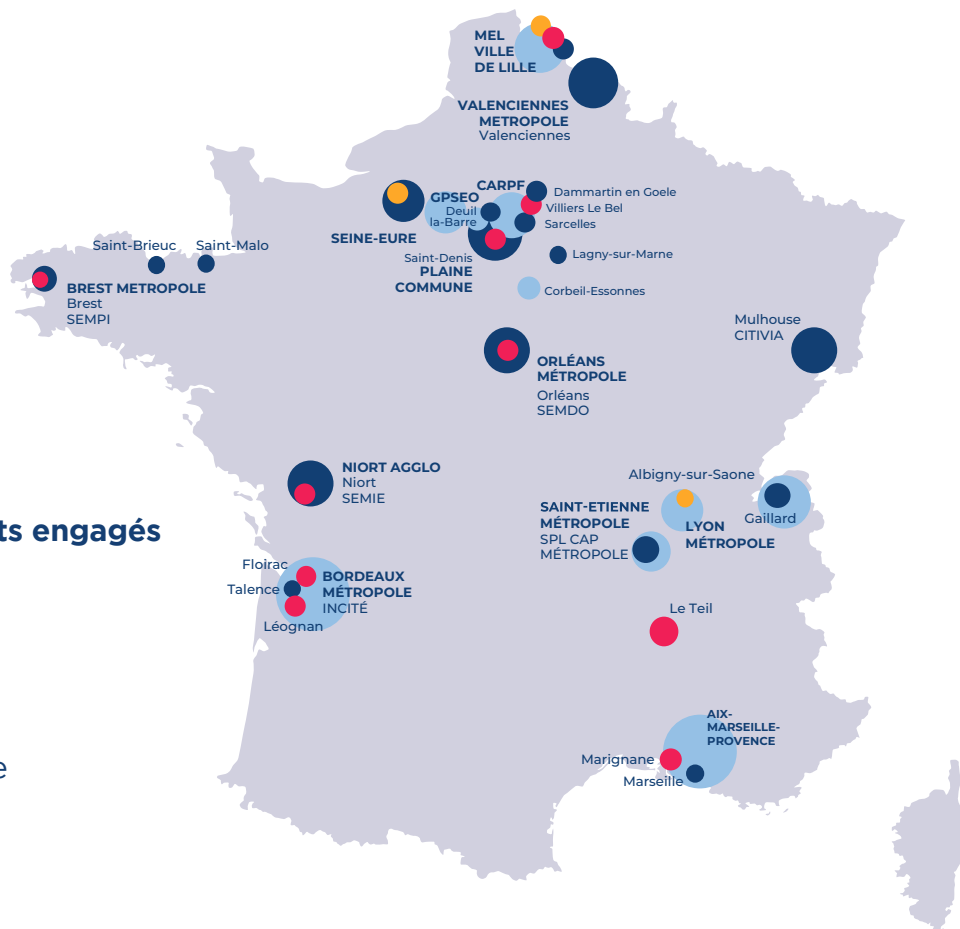 MEL
VILLE
DE LILLE
VALENCIENNES
METROPOLE
Valenciennes
CARPF
Dammartin en Goele
Villiers Le Bel
Sarcelles
GPSEO
Deuil
la-Barre
SEINE-EURE
Saint-Denis
PLAINE
COMMUNE
Lagny-sur-Marne
Corbeil-Essonnes
Saint-Brieuc
Saint-Malo
BREST METROPOLE
Brest
SEMPI
Mulhouse
CITIVIA
ORLÉANS
MÉTROPOLE
Orléans
SEMDO
NIORT AGGLO
Niort
SEMIE
Albigny-sur-Saone
SAINT-ETIENNE
MÉTROPOLE
SPL CAP
MÉTROPOLE
LYON
MÉTROPOLE
Gaillard
ts engagés
Floirac
Talence
Léognan
BORDEAUX
MÉTROPOLE
INCITÉ
Le Teil
AIX-
MARSEILLE-
PROVENCE
Marignane
Marseille
e